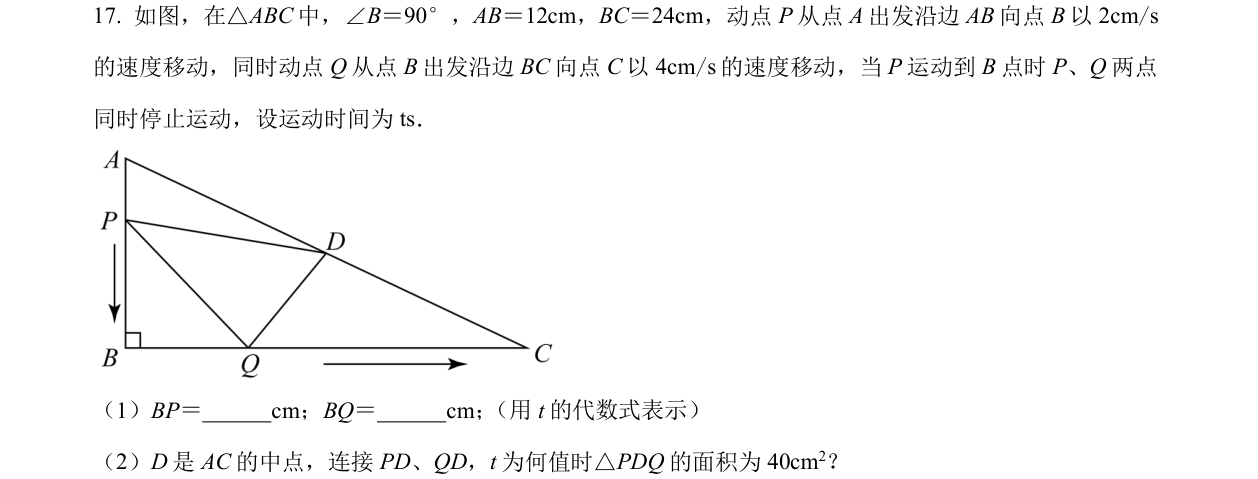 17. 如图，在△ABC中，∠B＝90°，AB＝12cm，BC＝24cm，动点P从点A出发沿边AB向点B以2cm/s
的速度移动，同时动点Q从点B出发沿边BC向点C以4cm/s的速度移动，当P运动到B点时P、Q两点
同时停止运动，设运动时间为ts．
A
P
D
B
Q
C
（1）BP＝______cm；BQ＝______cm；（用t的代数式表示）
（2）D是AC的中点，连接PD、QD，t为何值时△PDQ的面积为40cm²？